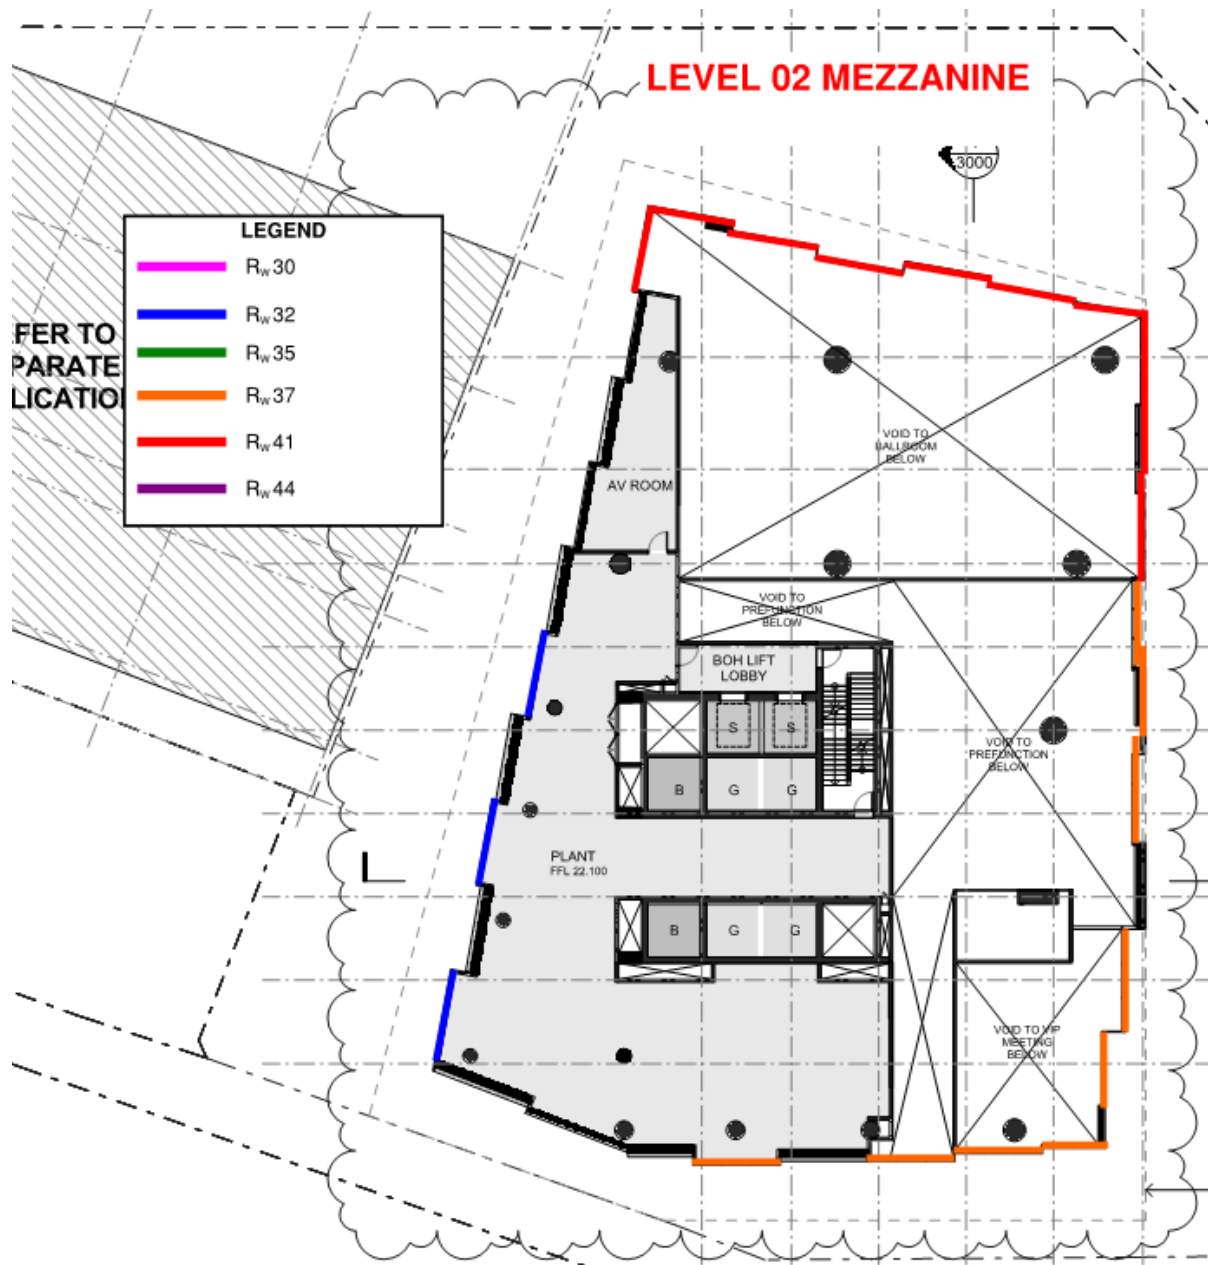 LEVEL 02 MEZZANINE
3000
LEGEND
Rw 30
Rw 32
Rw 35
Rw 37
Rw 41
Rw 44
FER TO
PARATE
LICATIO
VOID TO
BALLROOM
BELOW
AV ROOM
VOID TO
PREFUNCTION
BELOW
BOH LIFT
LOBBY
S
S
VOID TO
PREFUNCTION
BELOW
B
G
G
PLANT
FFL 22.100
B
G
G
VOID TO VIP
MEETING
BELOW